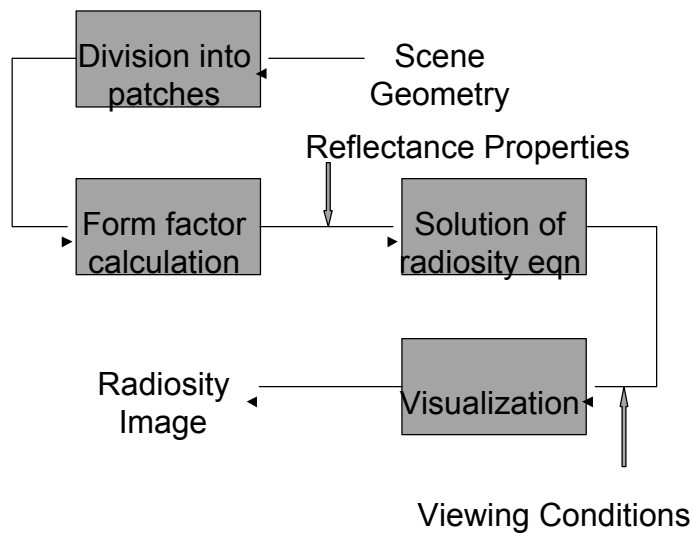 Division into
patches
Scene
Geometry
Reflectance Properties
Form factor
calculation
Solution of
radiosity eqn
Radiosity
Image
Visualization
Viewing Conditions